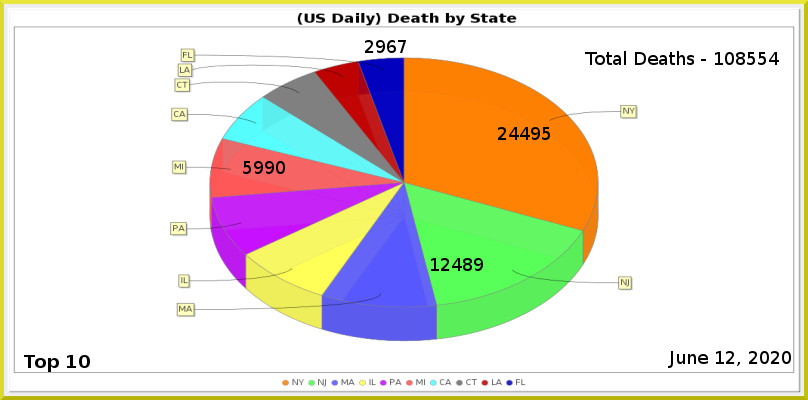 (US Daily) Death by State
2967
Total Deaths - 108554
FL
LA
CT
CA
NY
24495
MI
5990
PA
12489
IL
NJ
MA
Top 10
June 12, 2020
NY NJ MA IL PA MI CA CT LA FL